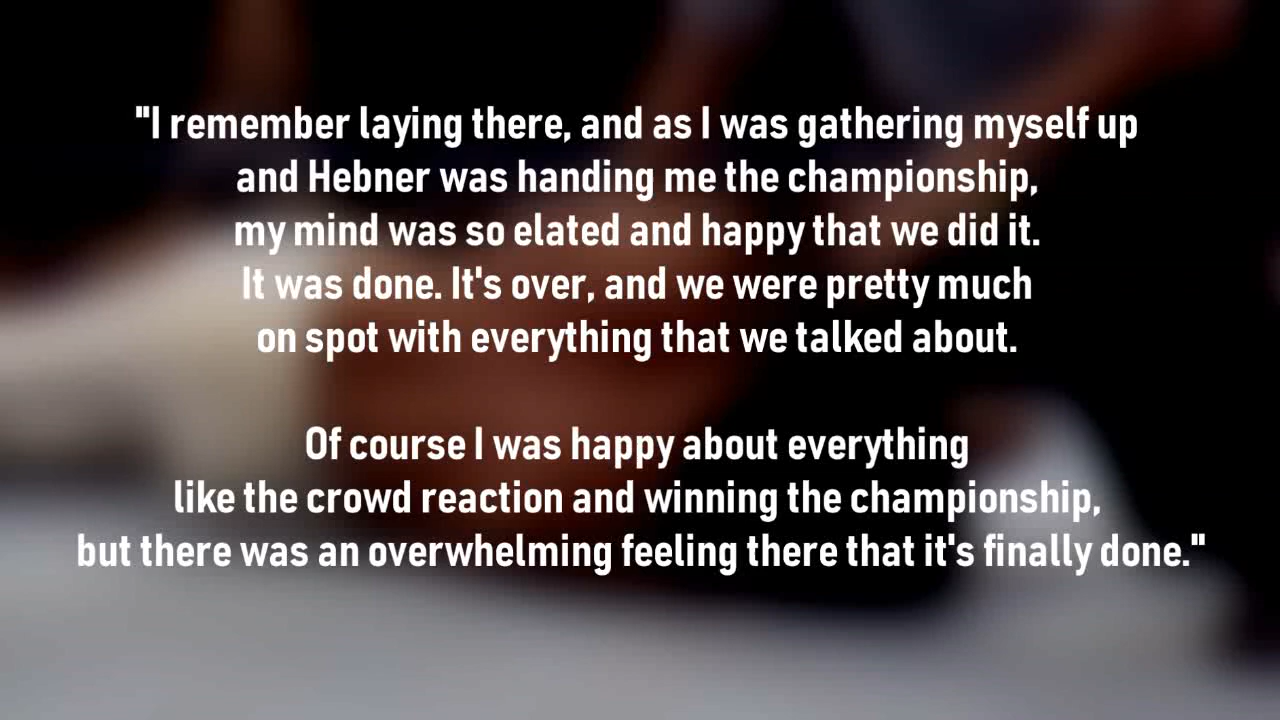 "I remember laying there, and as I was gathering myself up
and Hebner was handing me the championship,
my mind was so elated and happy that we did it.
It was done. It's over, and we were pretty much
on spot with everything that we talked about.
Of course I was happy about everything
like the crowd reaction and winning the championship,
but there was an overwhelming feeling there that it's finally done."